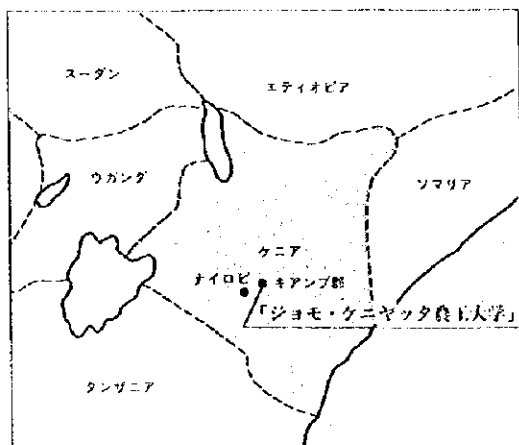 スーダン
エティオピア
ウガンダ
ソマリア
ケニア
ナイロビ
キアンブ郡
「ジョモ・ケニヤッタ農工大学」
タンザニア